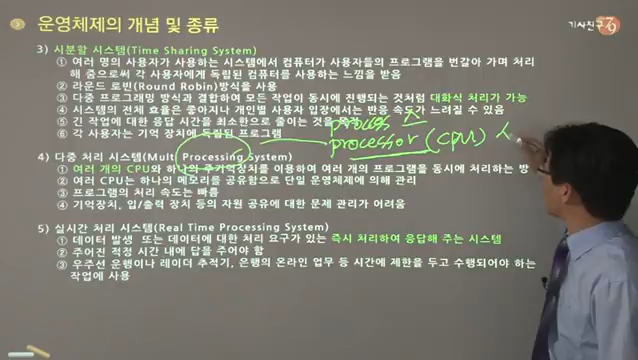 운영체제의 개념 및 종류
기사친구
3) 시분할 시스템(Time Sharing System)
① 여러 명의 사용자가 사용하는 시스템에서 컴퓨터가 사용자들의 프로그램을 번갈아 가며 처리
해 줌으로써 각 사용자에게 독립된 컴퓨터를 사용하는 느낌을 받음
② 라운드 로빈(Round Robin)방식을 사용
③ 다중 프로그래밍 방식과 결합하여 모든 작업이 동시에 진행되는 것처럼 대화식 처리가 가능
④ 시스템의 전체 효율은 좋아지나 개인별 사용자 입장에서는 반응 속도가 느려질 수 있음
⑤ 긴 작업에 대한 응답 시간을 최소한으로 줄이는 것을 목적
process
⑥ 각 사용자는 기억 장치에 독립된 프로그램
processor (CPU)
4) 다중 처리 시스템(Multi Processing System)
① 여러 개의 CPU와 하나의 주기억장치를 이용하여 여러 개의 프로그램을 동시에 처리하는 방
② 여러 CPU는 하나의 메모리를 공유함으로 단일 운영체제에 의해 관리
③ 프로그램의 처리 속도는 빠름
④ 기억장치, 입/출력 장치 등의 자원 공유에 대한 문제 관리가 어려움
5) 실시간 처리 시스템(Real Time Processing System)
① 데이터 발생 또는 데이터에 대한 처리 요구가 있는 즉시 처리하여 응답해 주는 시스템
② 주어진 적정 시간 내에 답을 주어야 함
③ 우주선 운행이나 레이더 추적기, 은행의 온라인 업무 등 시간에 제한을 두고 수행되어야 하는
작업에 사용